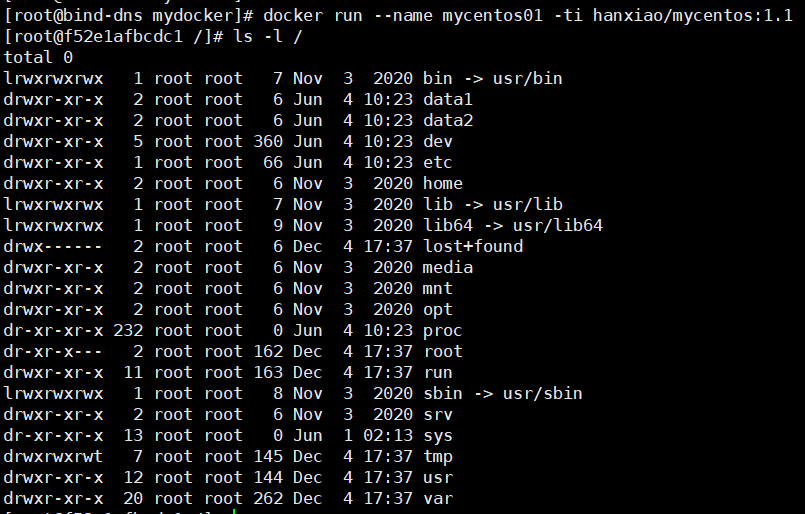 [root@bind-dns mydocker]# docker run --name mycentos01 -ti hanxiao/mycentos:1.1
[root@f52e1afbcdc1 /]# ls -l /
total 0
lrwxrwxrwx   1 root root   7 Nov  3  2020 bin -> usr/bin
drwxr-xr-x   2 root root   6 Jun  4 10:23 data1
drwxr-xr-x   2 root root   6 Jun  4 10:23 data2
drwxr-xr-x   5 root root 360 Jun  4 10:23 dev
drwxr-xr-x   1 root root  66 Jun  4 10:23 etc
drwxr-xr-x   2 root root   6 Nov  3  2020 home
lrwxrwxrwx   1 root root   7 Nov  3  2020 lib -> usr/lib
lrwxrwxrwx   1 root root   9 Nov  3  2020 lib64 -> usr/lib64
drwx------   2 root root   6 Dec  4 17:37 lost+found
drwxr-xr-x   2 root root   6 Nov  3  2020 media
drwxr-xr-x   2 root root   6 Nov  3  2020 mnt
drwxr-xr-x   2 root root   6 Nov  3  2020 opt
dr-xr-xr-x 232 root root   0 Jun  4 10:23 proc
dr-xr-x---   2 root root 162 Dec  4 17:37 root
drwxr-xr-x  11 root root 163 Dec  4 17:37 run
lrwxrwxrwx   1 root root   8 Nov  3  2020 sbin -> usr/sbin
drwxr-xr-x   2 root root   6 Nov  3  2020 srv
dr-xr-xr-x  13 root root   0 Jun  1 02:13 sys
drwxrwxrwt   7 root root 145 Dec  4 17:37 tmp
drwxr-xr-x  12 root root 144 Dec  4 17:37 usr
drwxr-xr-x  20 root root 262 Dec  4 17:37 var